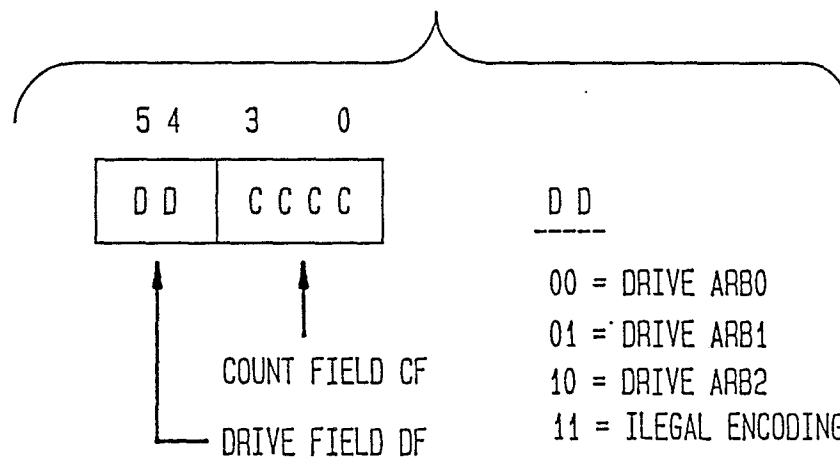 5 4 3 0
D D C C C C
COUNT FIELD CF
DRIVE FIELD DF
D D
00 = DRIVE ARB0
01 = DRIVE ARB1
10 = DRIVE ARB2
11 = ILEGAL ENCODING